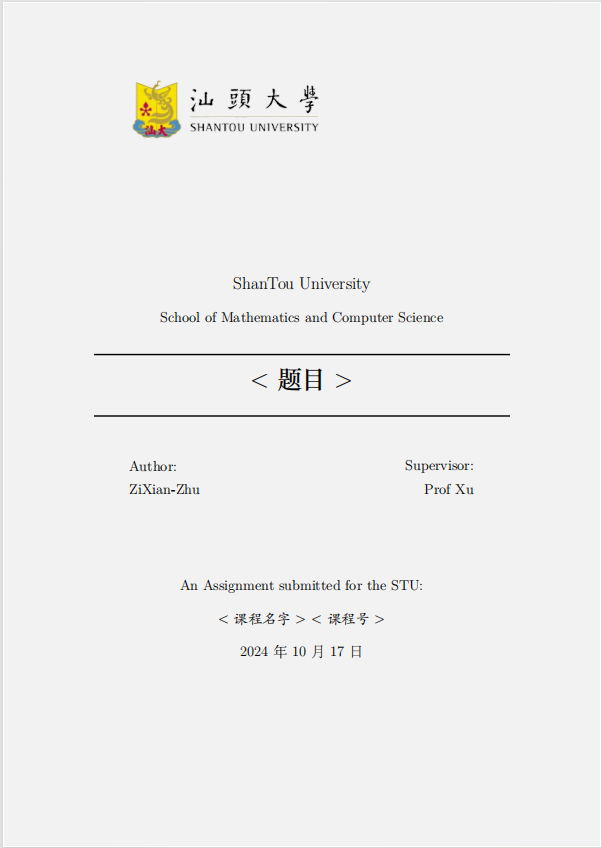 汕頭大學
SHANTOU UNIVERSITY
汕大
ShanTou University
School of Mathematics and Computer Science
< 题目 >
Author:
ZiXian-Zhu
Supervisor:
Prof Xu
An Assignment submitted for the STU:
< 课程名字 > < 课程号 >
2024 年 10 月 17 日